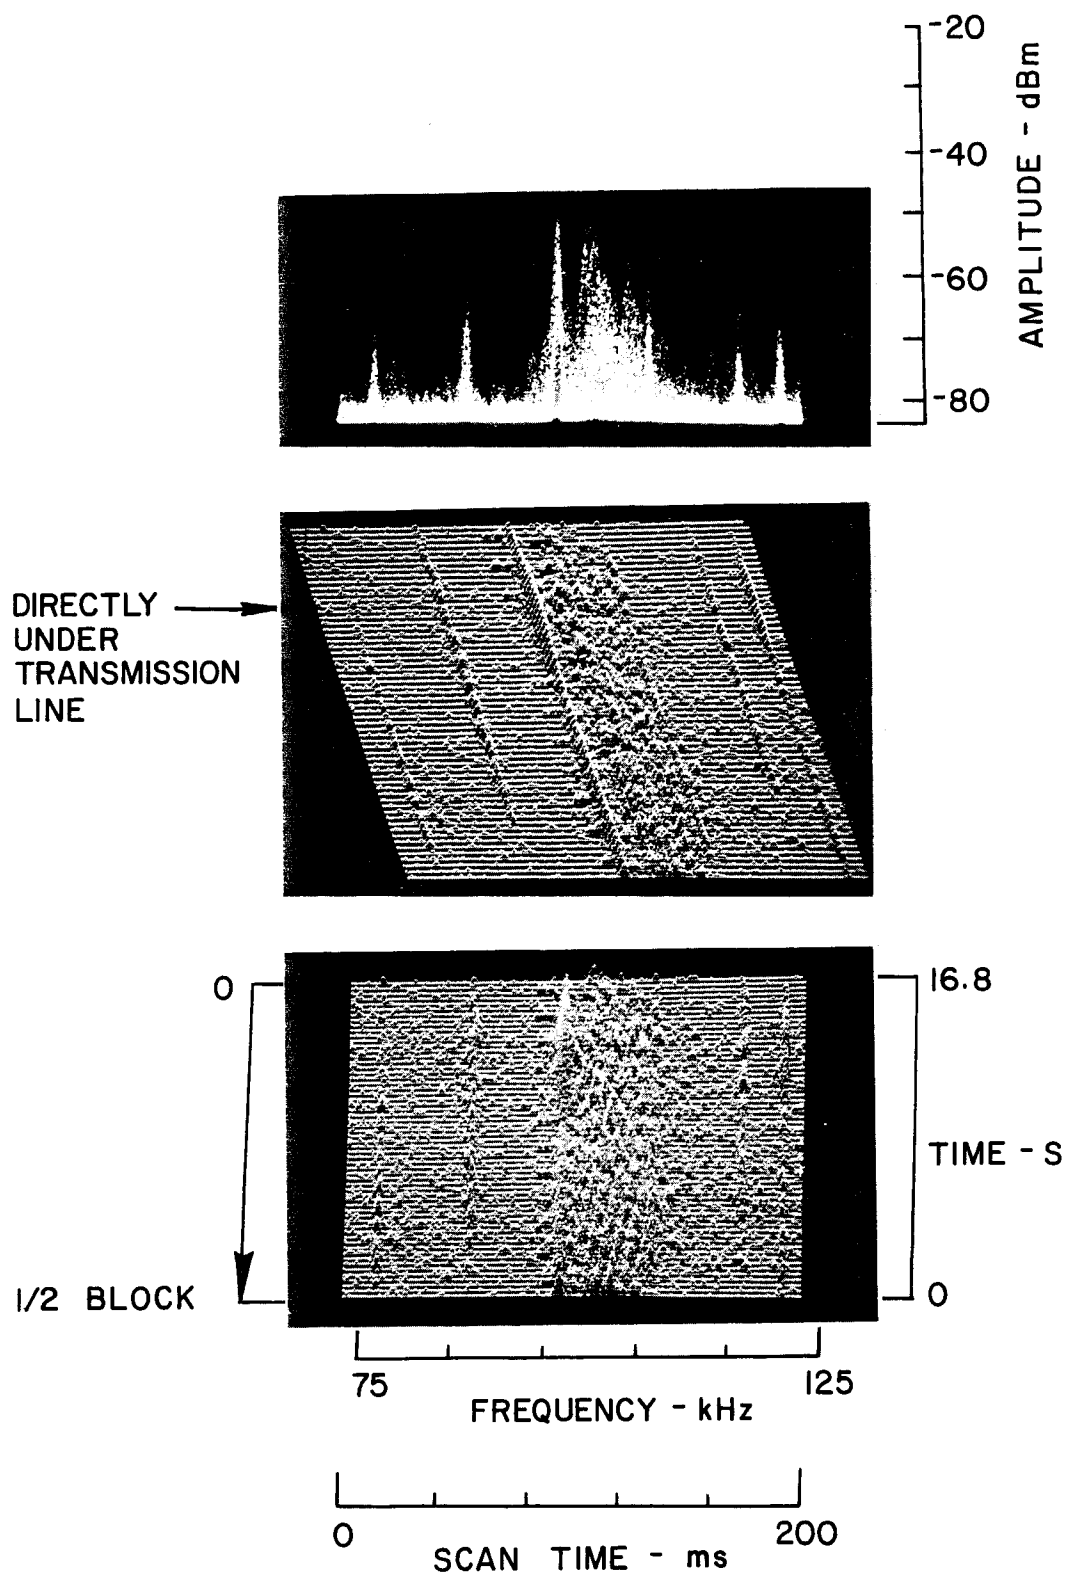 -20
-40
-60
-80
AMPLITUDE - dBm
DIRECTLY
UNDER
TRANSMISSION
LINE
0
16.8
TIME - S
1/2 BLOCK
0
75
125
FREQUENCY - kHz
0
200
SCAN TIME - ms